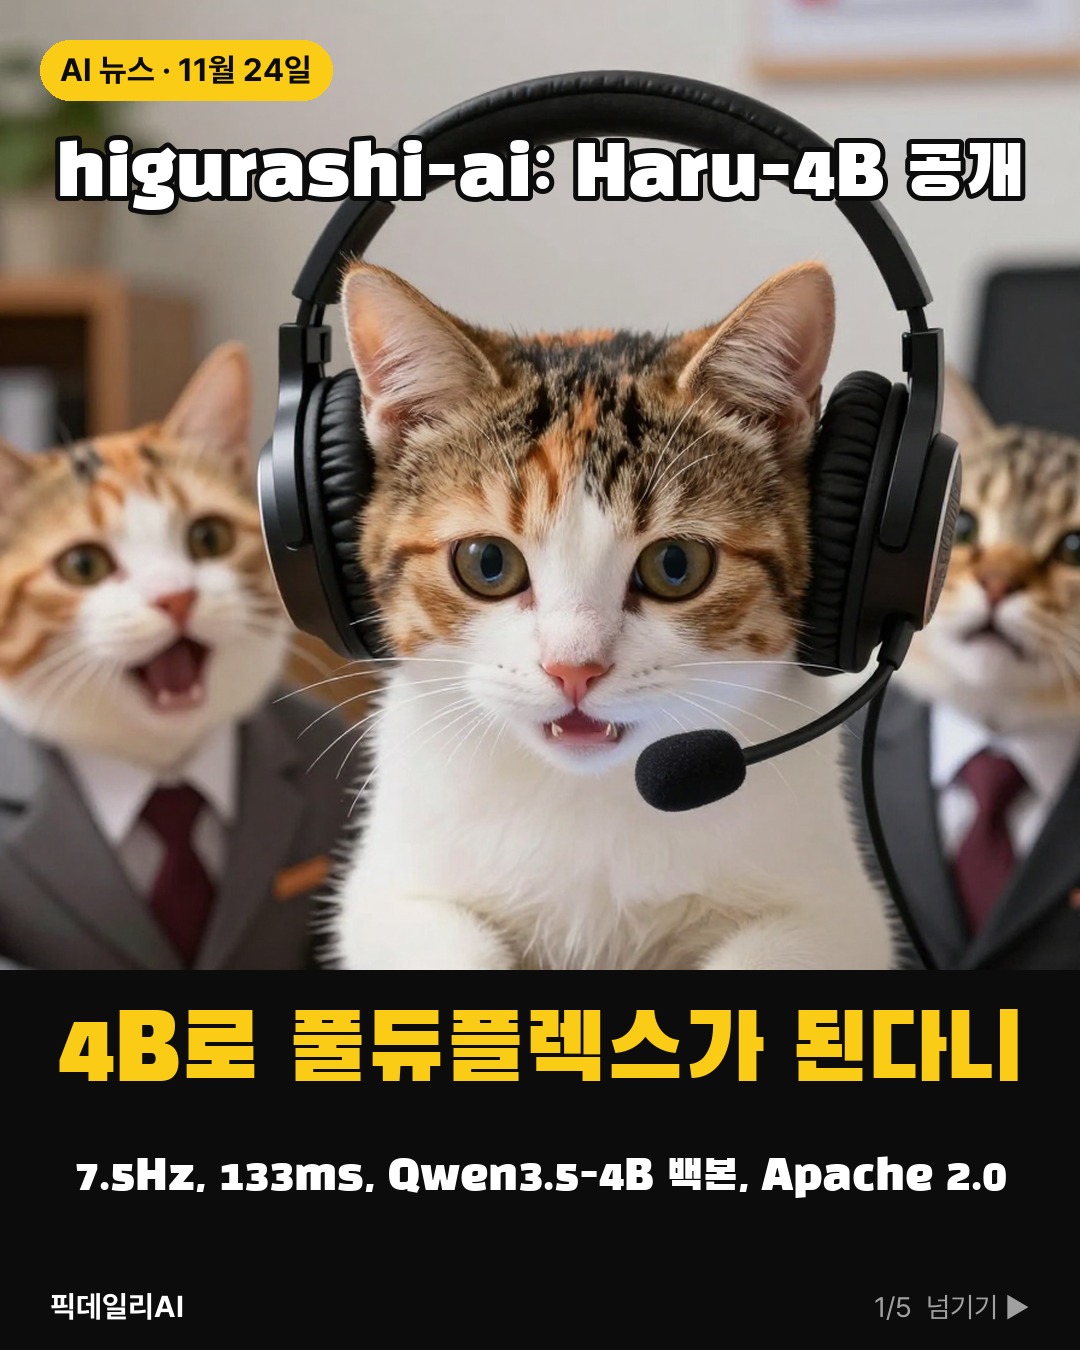 AI 뉴스 · 11월 24일
higurashi-ai: Haru-4B 공개
4B로 풀듀플렉스가 된다니
7.5Hz, 133ms, Qwen3.5-4B 백본, Apache 2.0
픽데일리AI
1/5 넘기기 ▶